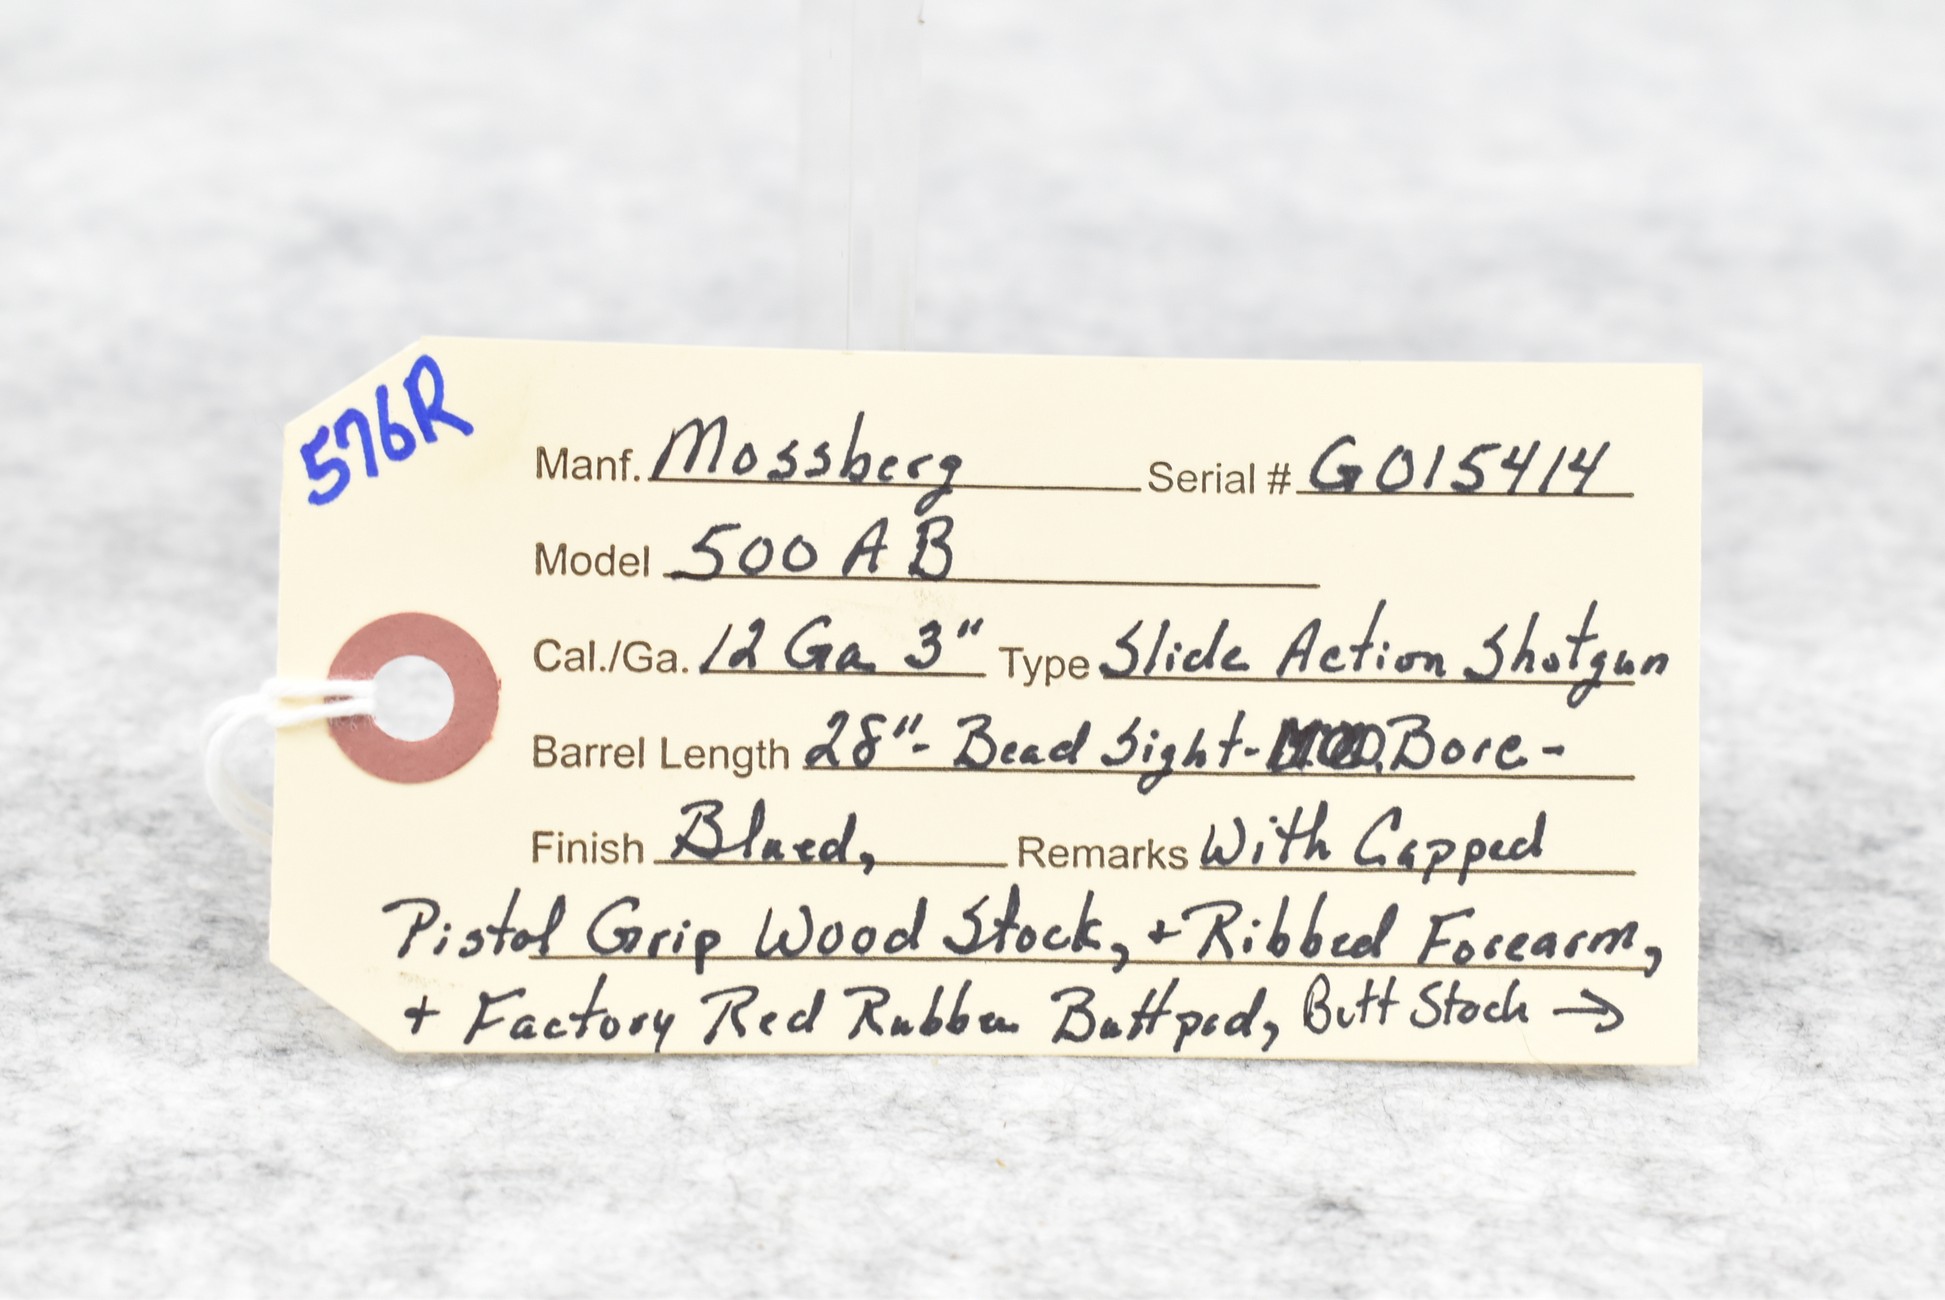 576R
Manf. Mossberg Serial # G015414
Model 500 AB
Cal./Ga. 12 Ga. 3" Type Slide Action Shotgun
Barrel Length 28"- Bead Sight- MOD. Bore-
Finish Blued, Remarks With Capped
Pistol Grip Wood Stock, + Ribbed Forearm,
+ Factory Red Rubber Buttpad, Butt Stock →